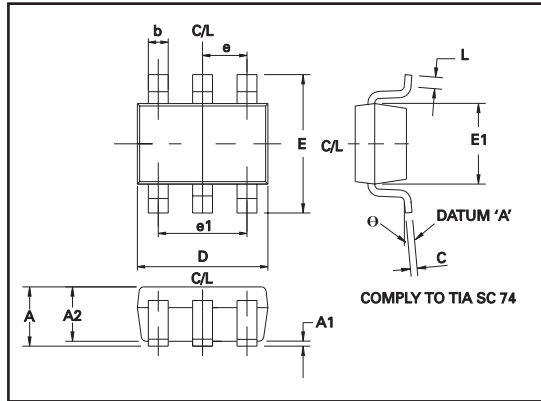 b
C/L
e
L
E
C/L
E1
e1
Θ
DATUM 'A'
D
C
C/L
COMPLY TO TIA SC 74
A
A2
A1